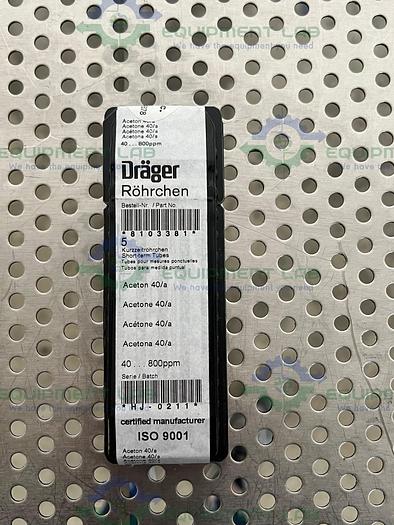 Aceton 40/a
Acetone 40/a
Acétone 40/a
Acetona 40/a
40 ... 800ppm
Dräger
Röhrchen
Bestell-Nr. / Part No.
*8103381*
5
Kurzzeitröhrchen
Short-term Tubes
Tubes pour mesures ponctuelles
Tubos para medida puntual
Aceton 40/a
Acetone 40/a
Acétone 40/a
Acetona 40/a
40 ... 800ppm
Serie / Batch
*HJ-0211*
certified manufacturer
ISO 9001
Aceton 40/a
Acetone 40/a
Acétone 40/a
EQUIPMENT LAB
We have the equipment you need